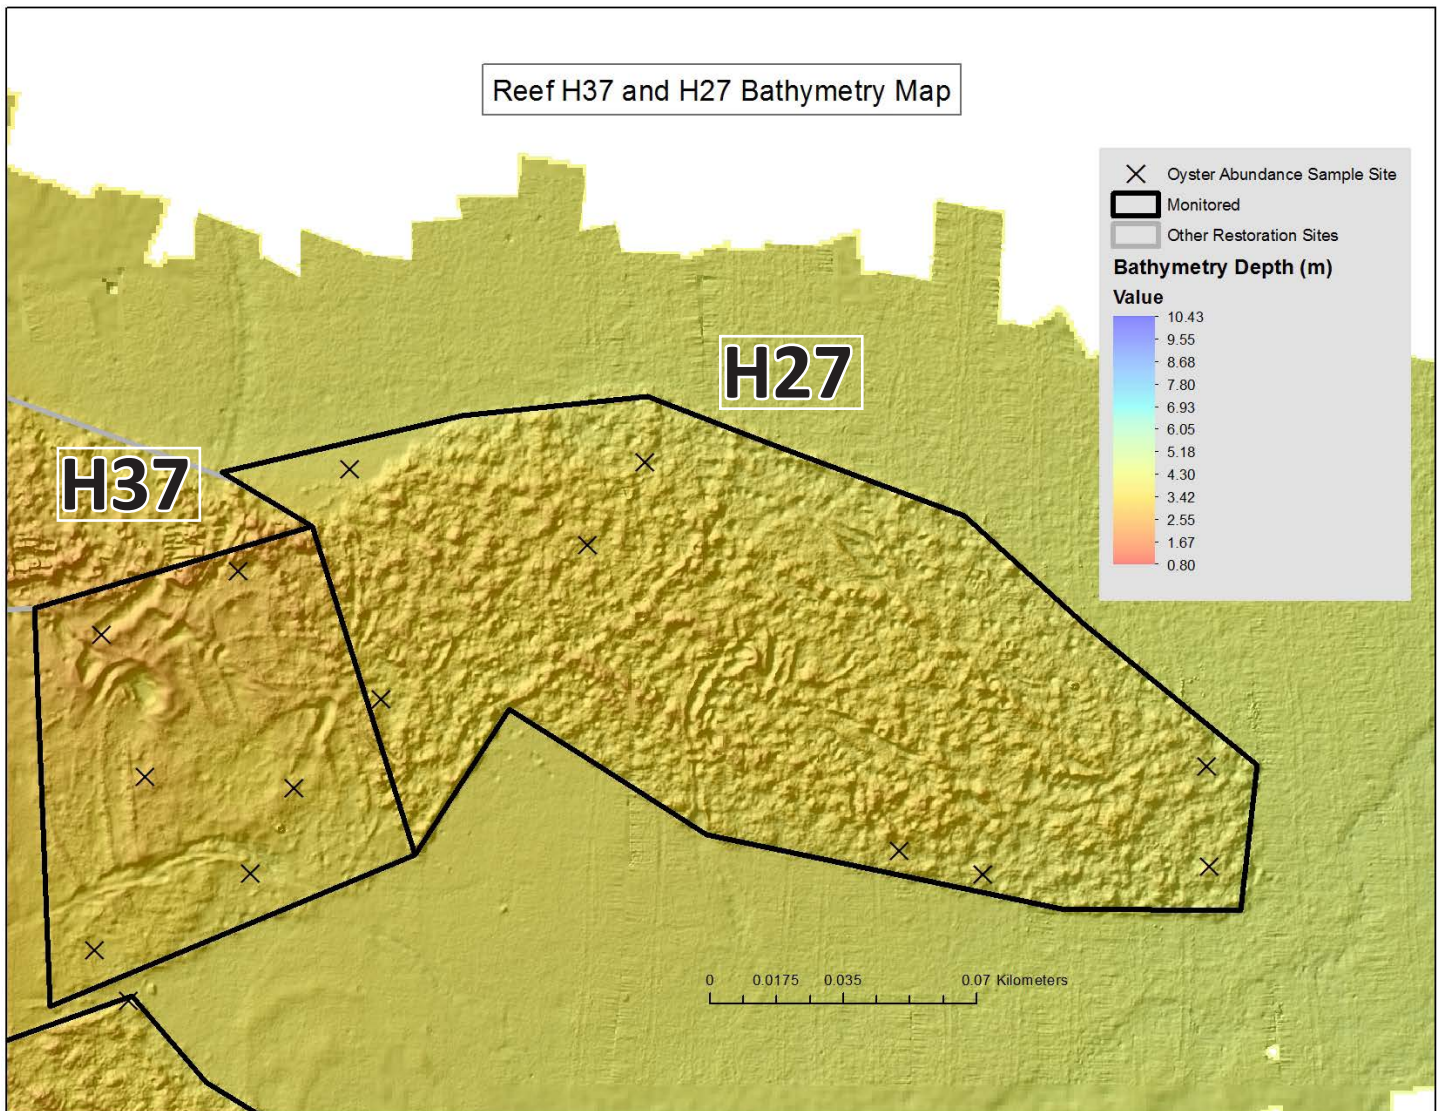 Reef H37 and H27 Bathymetry Map
Oyster Abundance Sample Site
Monitored
Other Restoration Sites
Bathymetry Depth (m)
Value
10.43
9.55
8.68
7.80
6.93
6.05
5.18
4.30
3.42
2.55
1.67
0.80
H27
H37
0 0.0175 0.035 0.07 Kilometers